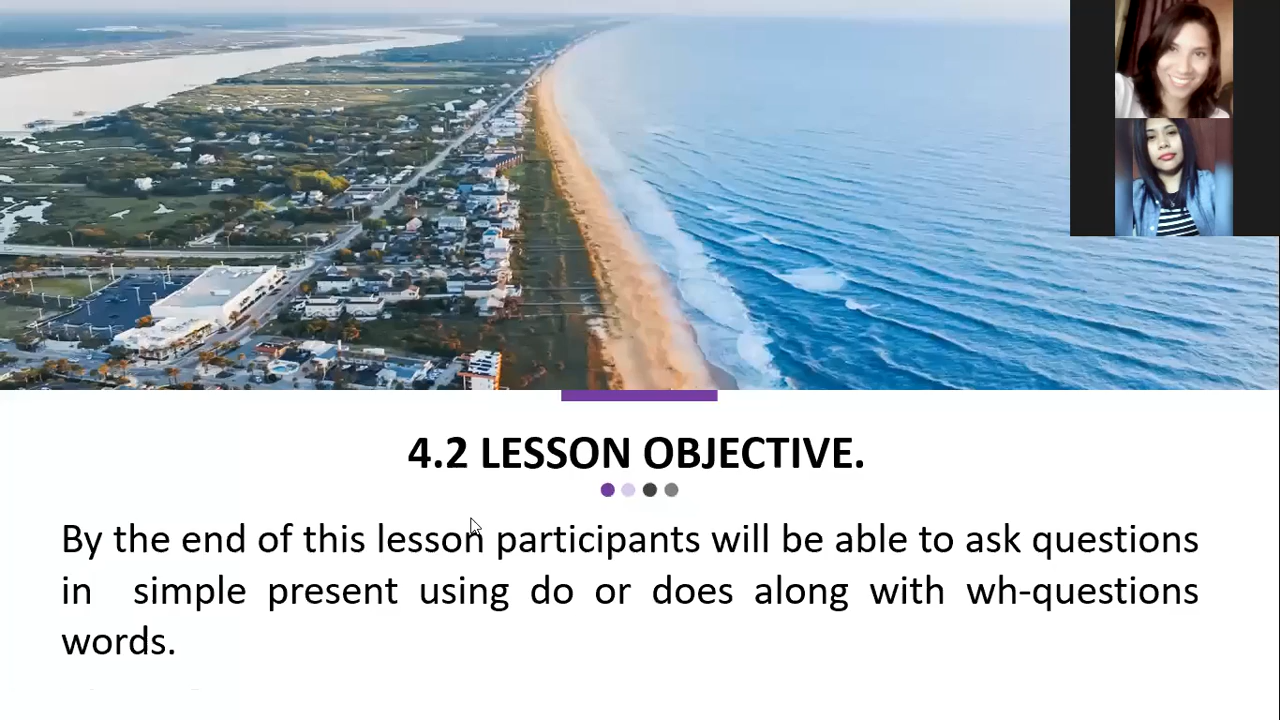 4.2 LESSON OBJECTIVE.
By the end of this lesson participants will be able to ask questions
in simple present using do or does along with wh-questions
words.